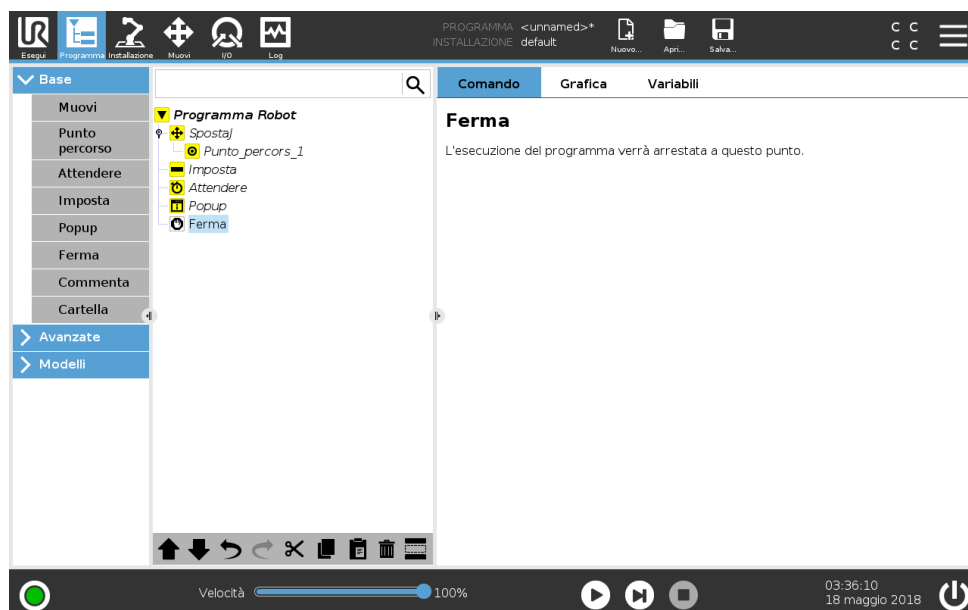 UR
PROGRAMMA <unnamed>*
INSTALLAZIONE default
Esegui Programma Installazione Muovi I/O Log
Nuovo... Apri... Salva...
C C
C C
Base
Muovi
Punto
percorso
Attendere
Imposta
Popup
Ferma
Commenta
Cartella
Avanzate
Modelli
Programma Robot
SpostaJ
Punto_percors_1
Imposta
Attendere
Popup
Ferma
Comando Grafica Variabili
Ferma
L'esecuzione del programma verrà arrestata a questo punto.
Velocità 100%
03:36:10
18 maggio 2018